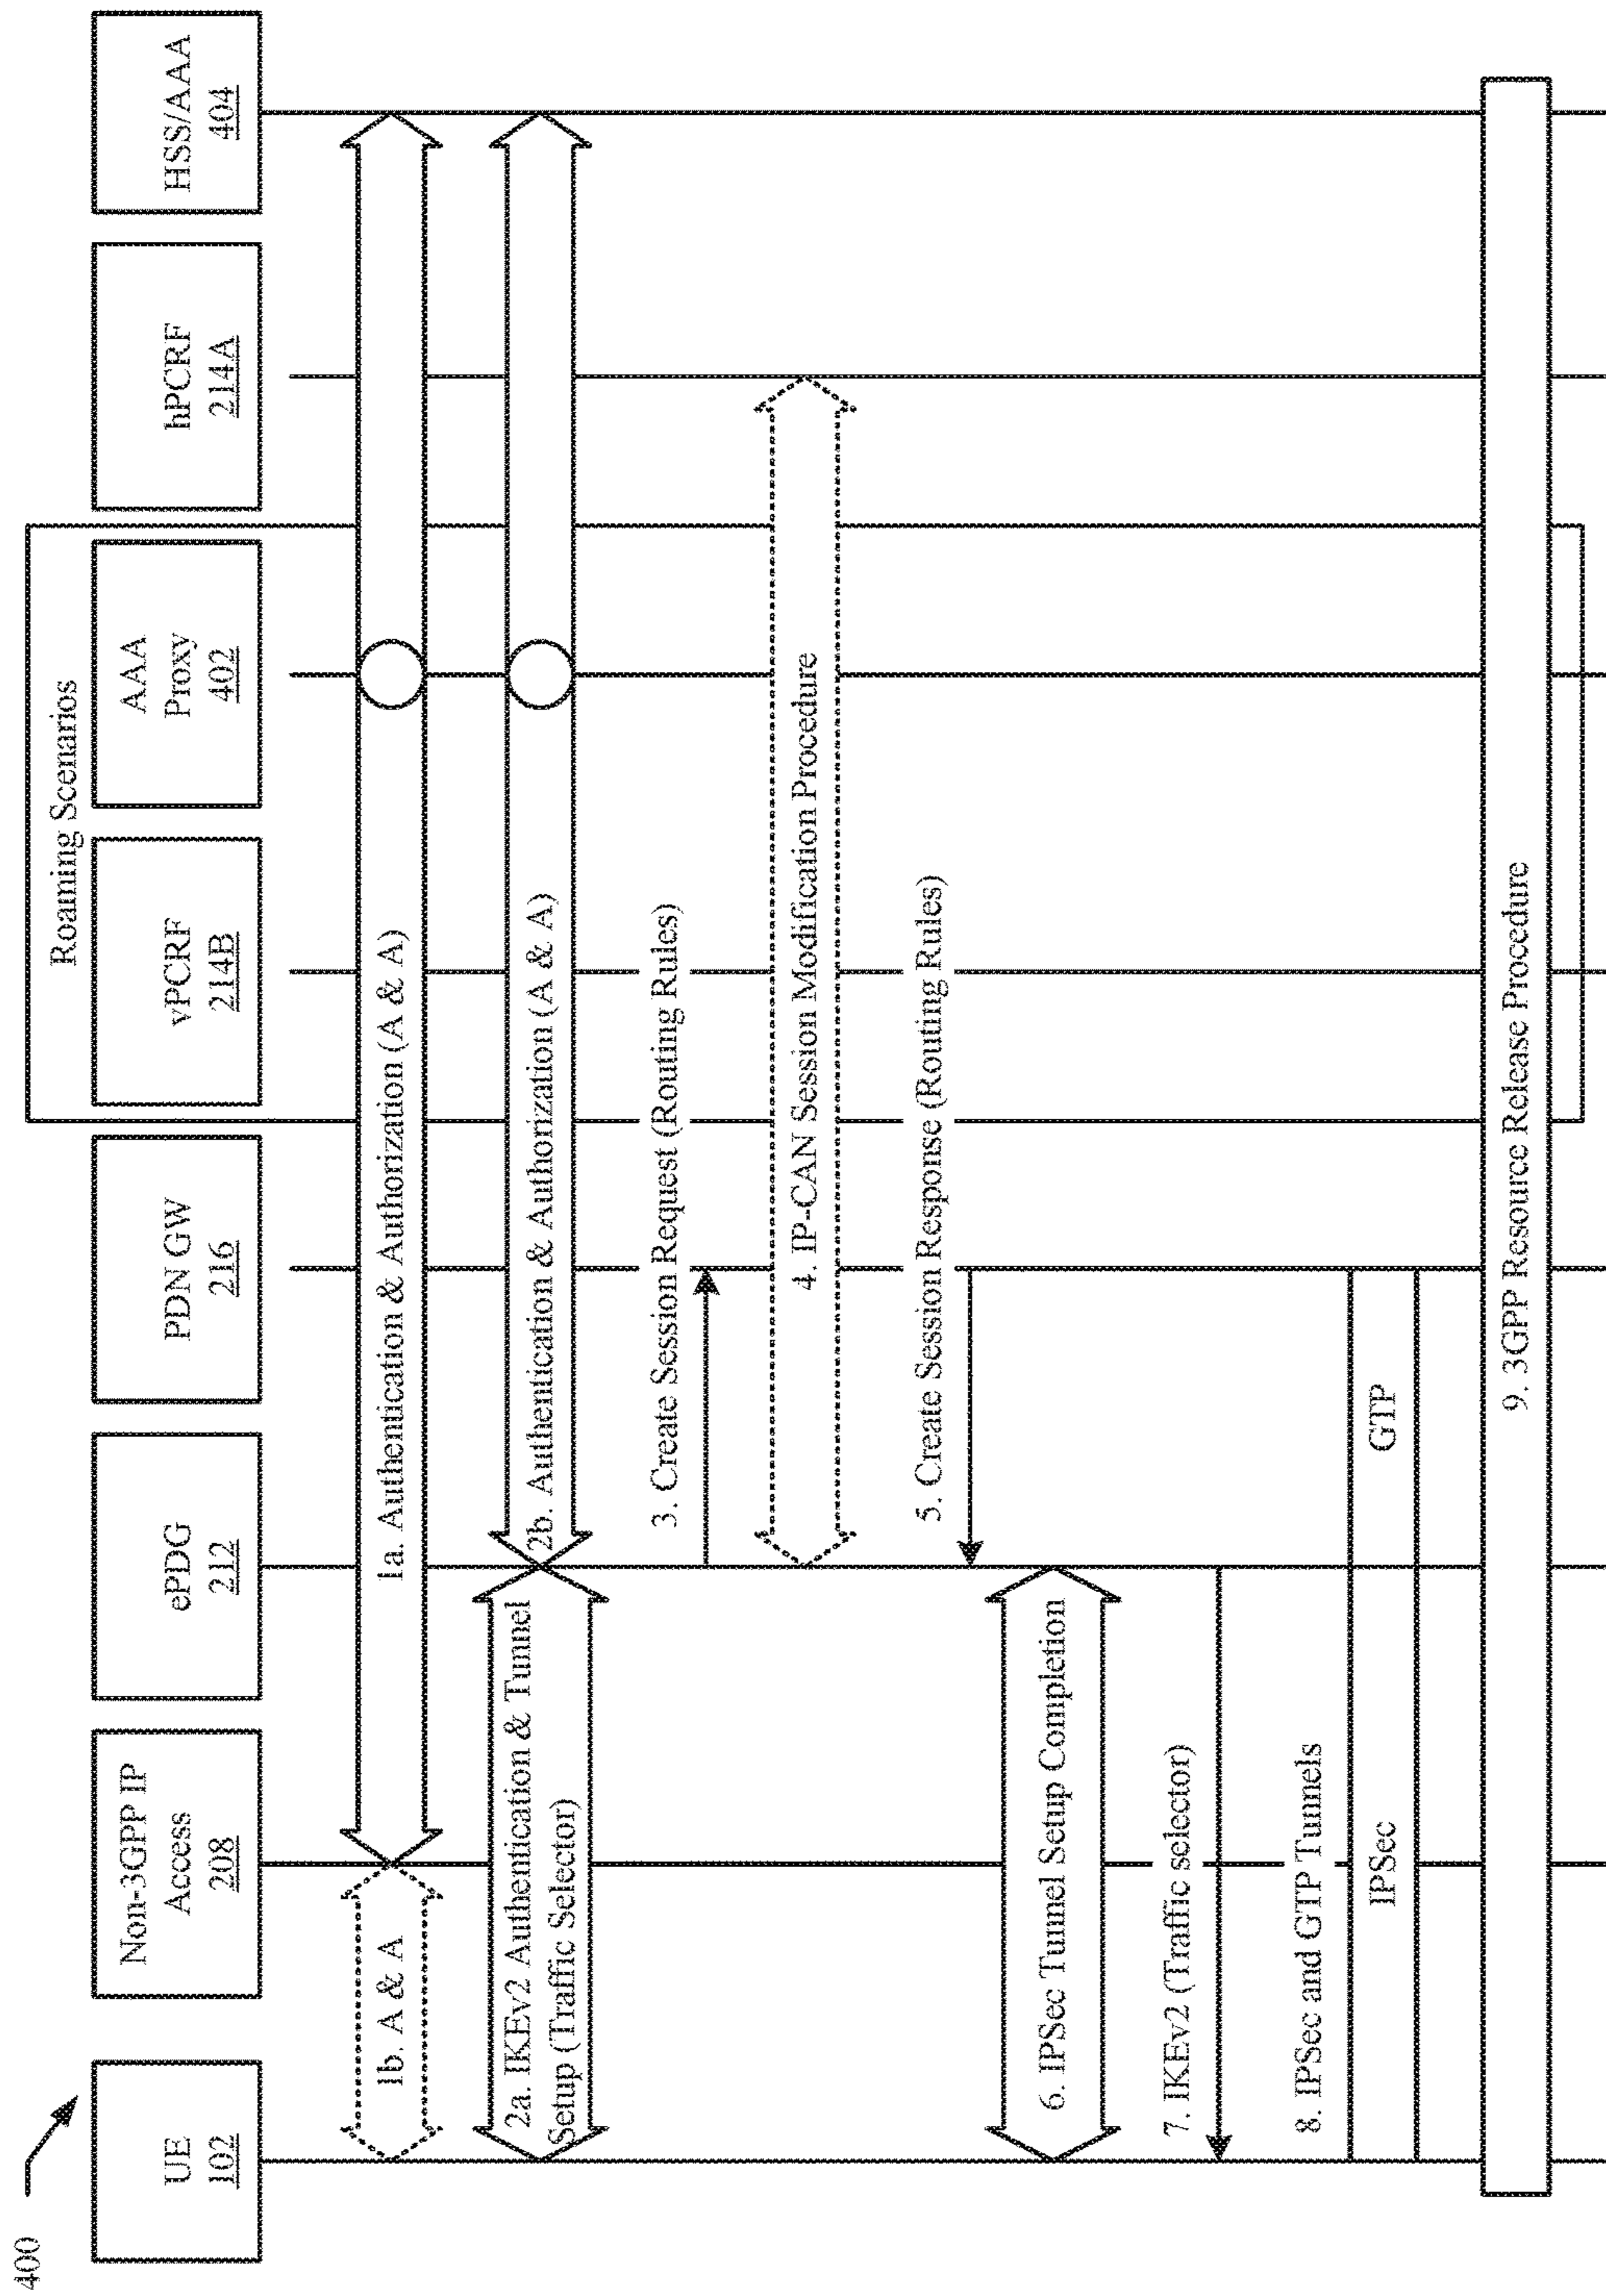 400
Roaming Scenarios
UE
102
Non-3GPP IP
Access
208
ePDG
212
PDN GW
216
vPCRF
214B
AAA
Proxy
402
hPCRF
214A
HSS/AAA
404
1a. Authentication & Authorization (A & A)
1b. A & A
2a. IKEv2 Authentication & Tunnel
Setup (Traffic Selector)
2b. Authentication & Authorization (A & A)
3. Create Session Request (Routing Rules)
4. IP-CAN Session Modification Procedure
5. Create Session Response (Routing Rules)
6. IPSec Tunnel Setup Completion
7. IKEv2 (Traffic selector)
8. IPSec and GTP Tunnels
IPSec
GTP
9. 3GPP Resource Release Procedure